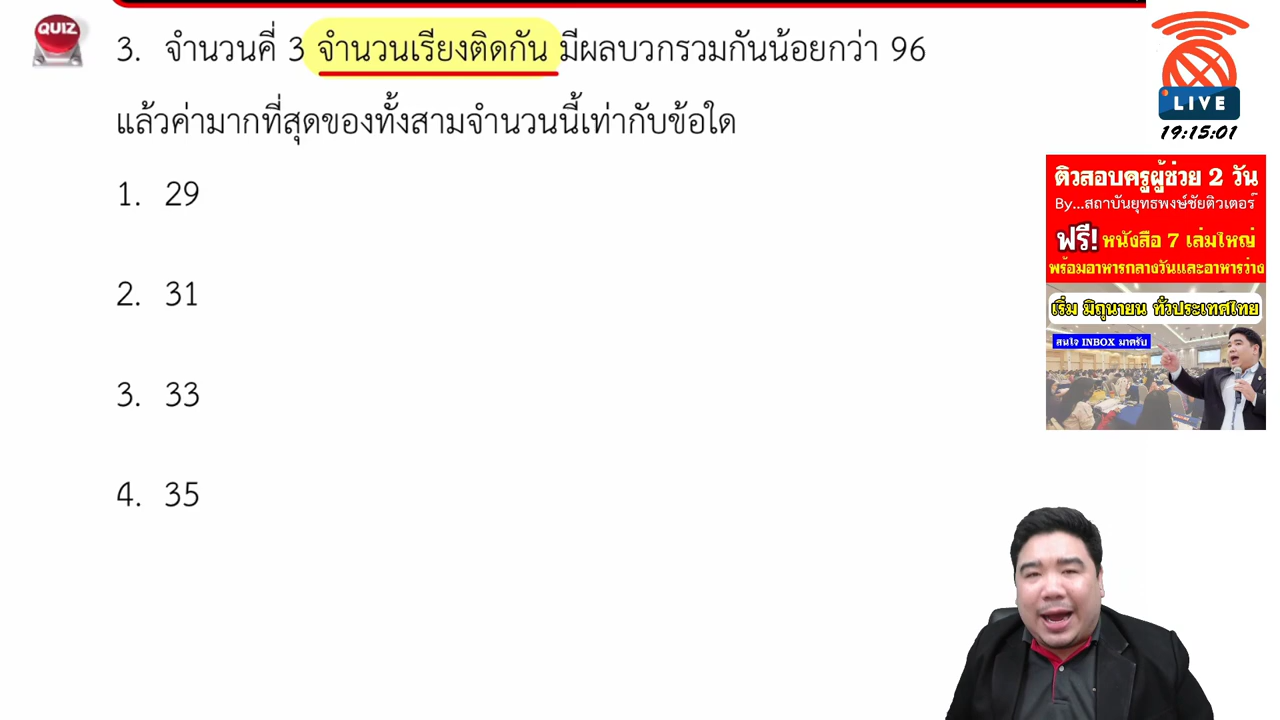 QUIZ
3. จำนวนคี่ 3 จำนวนเรียงติดกัน มีผลบวกรวมกันน้อยกว่า 96
แล้วค่ามากที่สุดของทั้งสามจำนวนนี้เท่ากับข้อใด
1. 29
2. 31
3. 33
4. 35
LIVE
19:15:01
ติวสอบครูผู้ช่วย 2 วัน
By...สถาบันยุทธพงษ์ชัยติวเตอร์
ฟรี! หนังสือ 7 เล่มใหญ่
พร้อมอาหารกลางวันและอาหารว่าง
เริ่ม มิถุนายน ทั่วประเทศไทย
สนใจ INBOX มาครับ